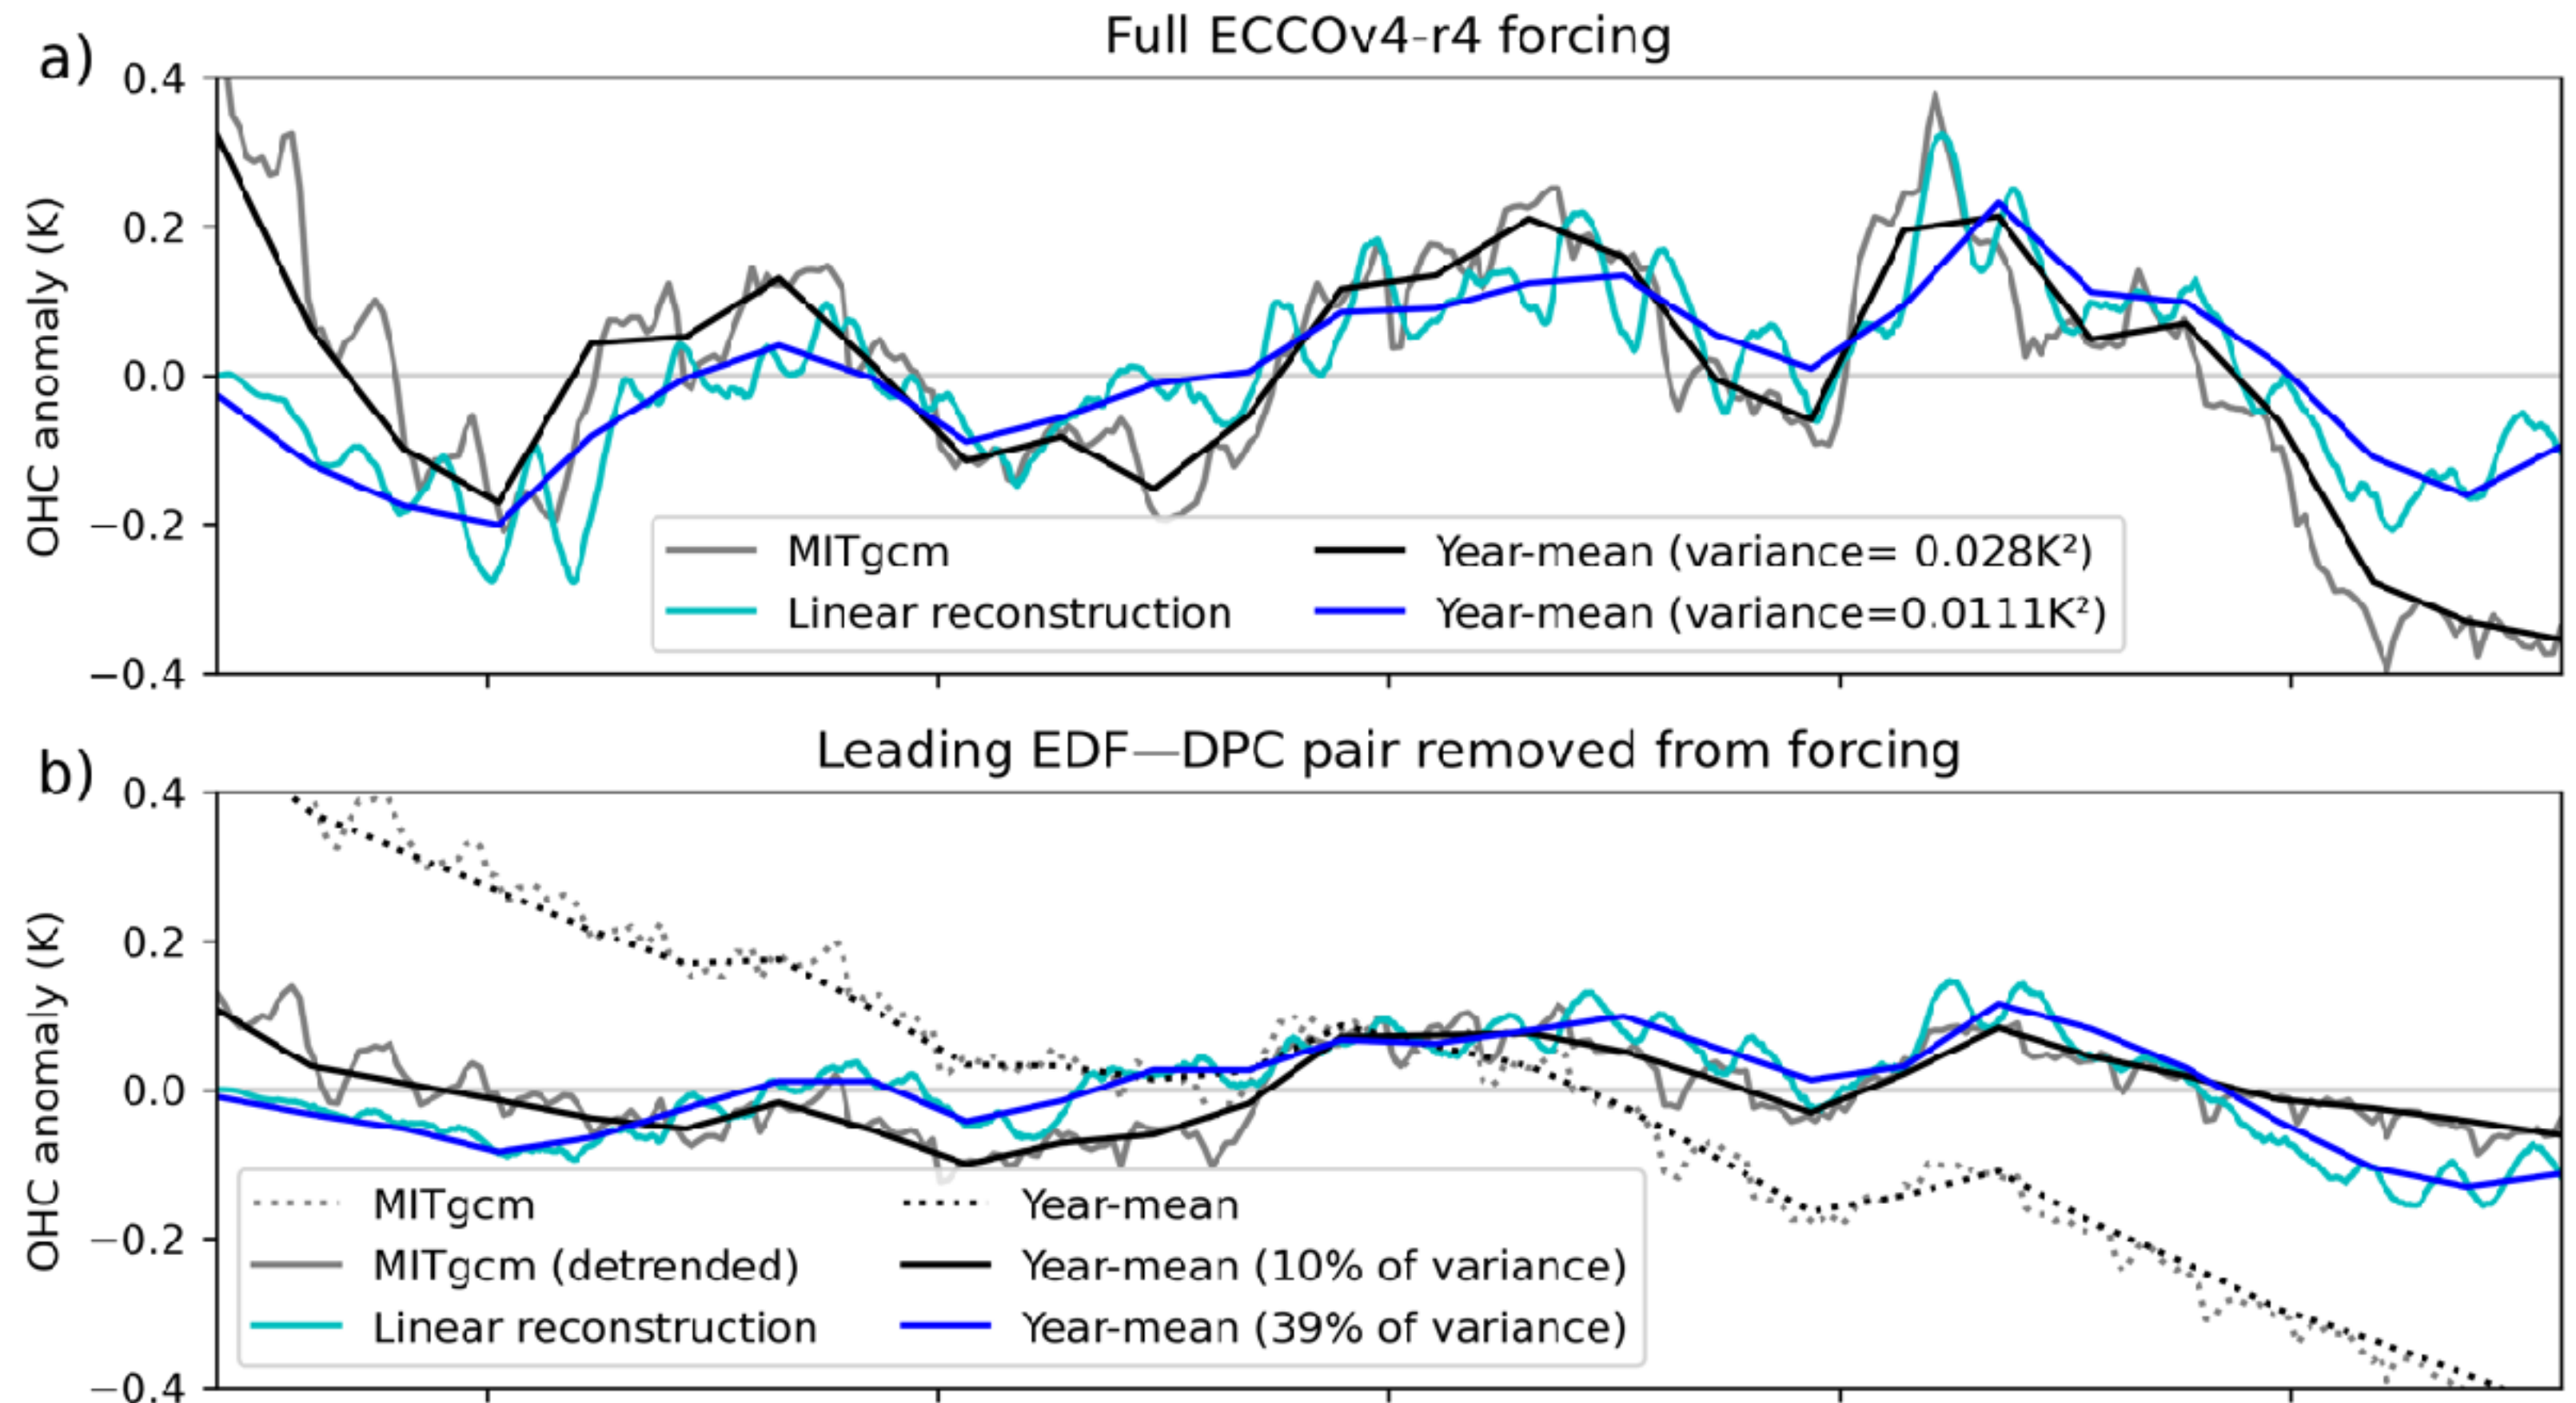 a)
Full ECCOv4-r4 forcing
OHC anomaly (K)
0.4
0.2
0.0
−0.2
−0.4
MITgcm
Linear reconstruction
Year-mean (variance= 0.028K²)
Year-mean (variance=0.0111K²)
b)
Leading EDF—DPC pair removed from forcing
OHC anomaly (K)
0.4
0.2
0.0
−0.2
−0.4
MITgcm
MITgcm (detrended)
Linear reconstruction
Year-mean
Year-mean (10% of variance)
Year-mean (39% of variance)